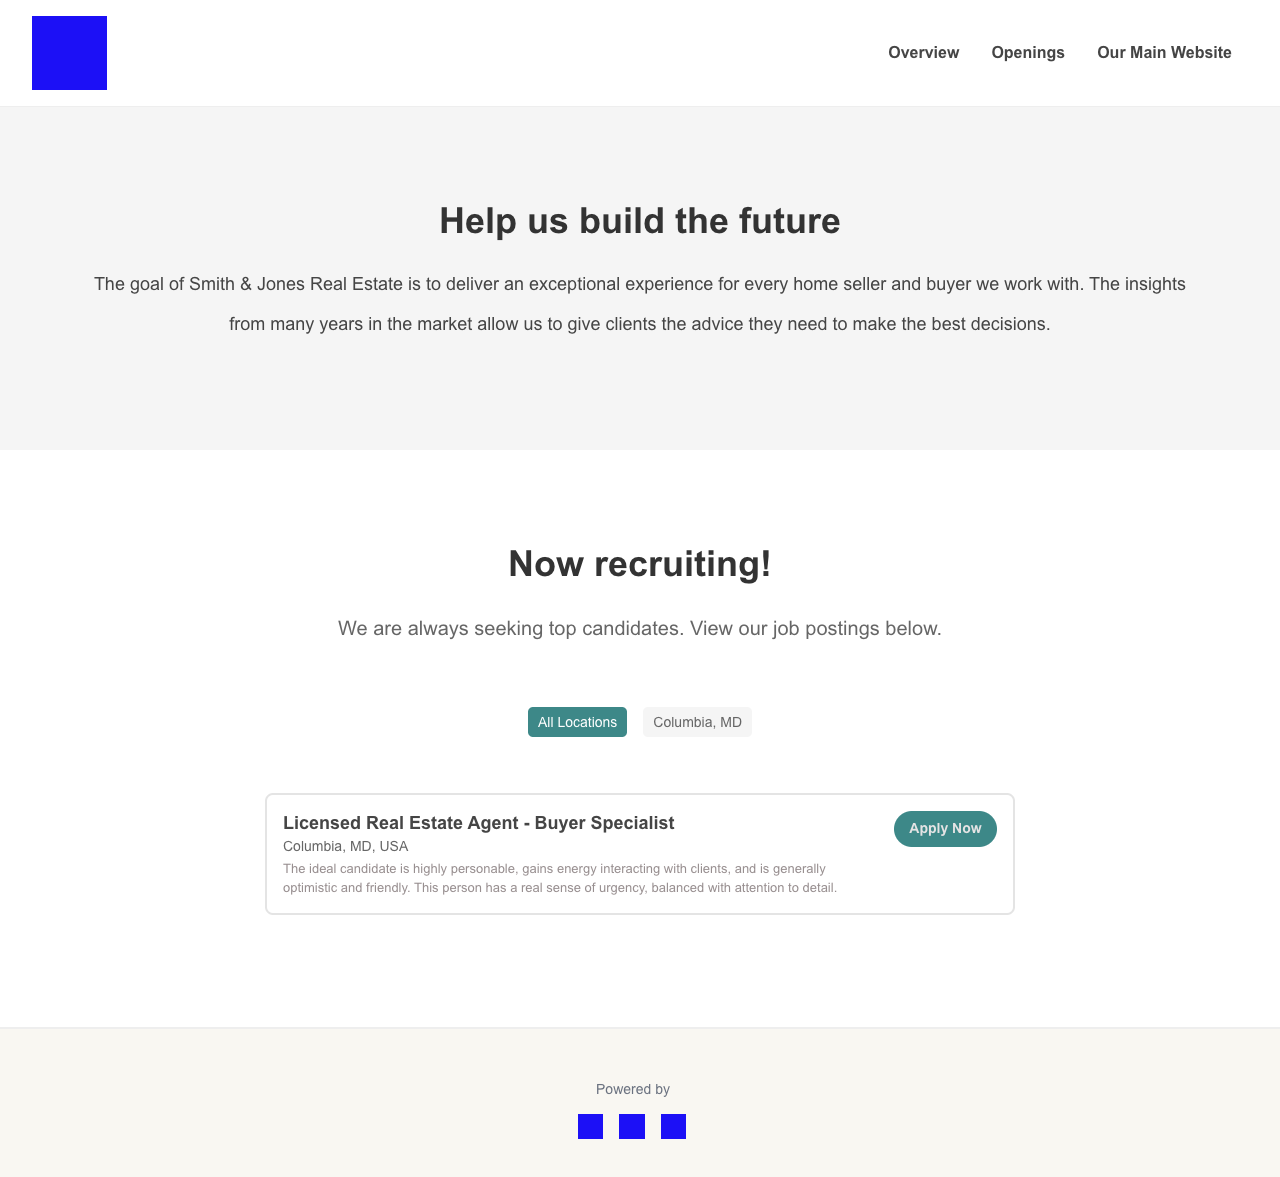 Overview
Openings
Our Main Website
Help us build the future
The goal of Smith & Jones Real Estate is to deliver an exceptional experience for every home seller and buyer we work with. The insights
from many years in the market allow us to give clients the advice they need to make the best decisions.
Now recruiting!
We are always seeking top candidates. View our job postings below.
All Locations
Columbia, MD
Licensed Real Estate Agent - Buyer Specialist
Apply Now
Columbia, MD, USA
The ideal candidate is highly personable, gains energy interacting with clients, and is generally
optimistic and friendly. This person has a real sense of urgency, balanced with attention to detail.
Powered by